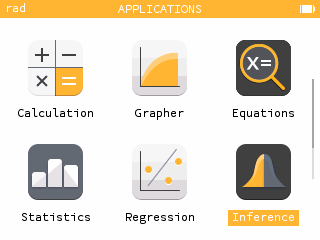 rad APPLICATIONS
X=
Calculation Grapher Equations
Statistics Regression Inference